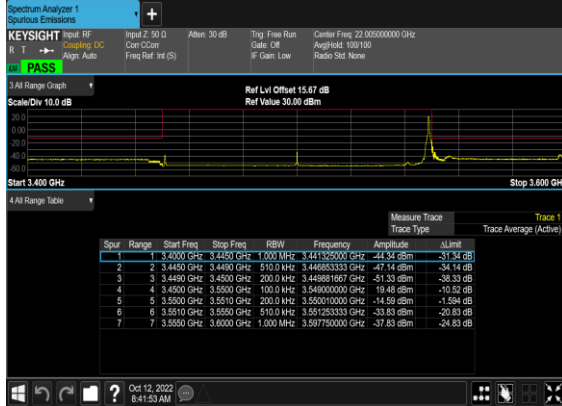 Spectrum Analyzer 1
Spurious Emissions
+
KEYSIGHT Input: RF Input Z: 50 Ω Atten: 30 dB Trig: Free Run Center Freq: 22.005000000 GHz
R T Coupling: DC Corr CCorr Gate: Off Avg|Hold: 100/100
Align: Auto Freq Ref: Int (S) IF Gain: Low Radio Std: None
PASS
3 All Range Graph Ref Lvl Offset 15.67 dB
Scale/Div 10.0 dB Ref Value 30.00 dBm
20.0
0.00
-20.0
-40.0
-60.0
Start 3.400 GHz Stop 3.600 GH
4 All Range Table
Measure Trace Trace 1
Trace Type Trace Average (Active)
Spur Range Start Freq Stop Freq RBW Frequency Amplitude ΔLimit
1 1 3.4000 GHz 3.4450 GHz 1.000 MHz 3.441325000 GHz -44.34 dBm -31.34 dB
2 2 3.4450 GHz 3.4490 GHz 510.0 kHz 3.446853333 GHz -47.14 dBm -34.14 dB
3 3 3.4490 GHz 3.4500 GHz 200.0 kHz 3.449881667 GHz -51.33 dBm -38.33 dB
4 4 3.4500 GHz 3.5500 GHz 100.0 kHz 3.549000000 GHz 19.48 dBm -10.52 dB
5 5 3.5500 GHz 3.5510 GHz 200.0 kHz 3.550010000 GHz -14.59 dBm -1.594 dB
6 6 3.5510 GHz 3.5550 GHz 510.0 kHz 3.551253333 GHz -33.83 dBm -20.83 dB
7 7 3.5550 GHz 3.6000 GHz 1.000 MHz 3.597750000 GHz -37.83 dBm -24.83 dB
? Oct 12, 2022
8:41:53 AM